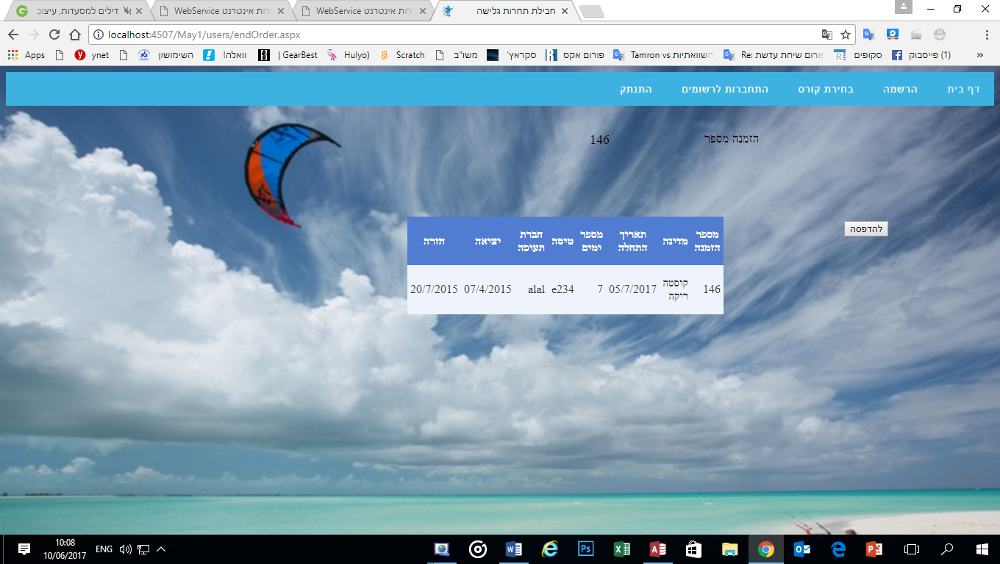 דילים למסעדות, עיצוב
רות אינטרנט WebService
רות אינטרנט WebService
חבילת תחרות גלישה
localhost:4507/May1/users/endOrder.aspx
Apps
ynet
השימושון
וואלה!
| GearBest
Hulyo)
Scratch
משו"ב
סקראץ'
פורום אקס
השוואתיות Tamron vs
פורום שיחת עדשת :Re
סקופים
(1) פייסבוק
»
דף בית
הרשמה
בחירת קורס
התחברות לרשומים
התנתק
הזמנה מספר 146
להדפסה
מספר הזמנה
מדינה
תאריך התחלה
מספר ימים
טיסה
חברת תעופה
יציאה
חזרה
146
קוסטה ריקה
05/7/2017
7
e234
alal
07/4/2015
20/7/2015
10:08
ENG
10/06/2017